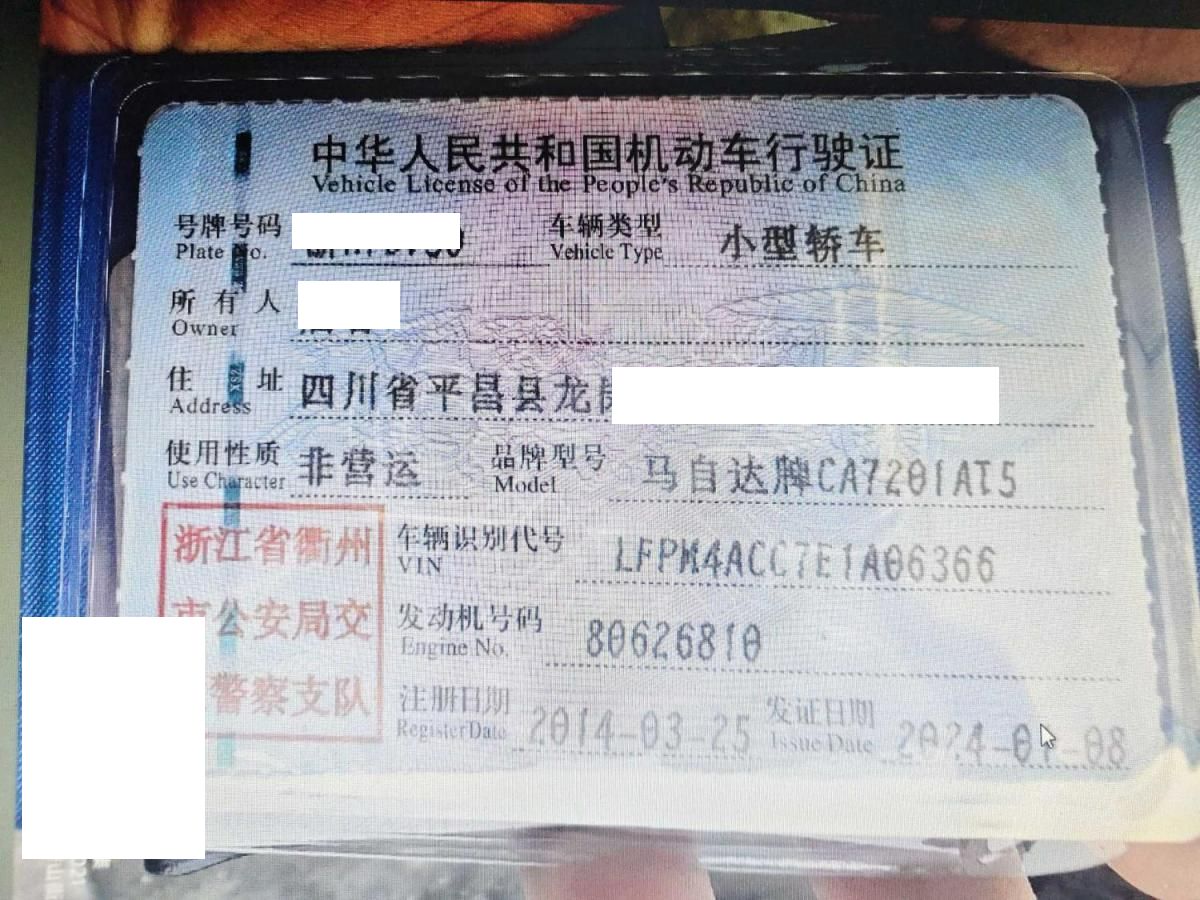 中华人民共和国机动车行驶证
Vehicle License of the People's Republic of China
号牌号码 车辆类型 小型轿车
Plate No. Vehicle Type
所有人
Owner
住址 四川省平昌县龙
Address
使用性质 非营运 品牌型号 马自达牌CA7201AT5
Use Character Model
浙江省衢州 车辆识别代号 LFPM4ACC7E1A06366
VIN
市公安局交 发动机号码 80626810
Engine No.
警察支队 注册日期 2014-03-25 发证日期
Register Date Issue Date